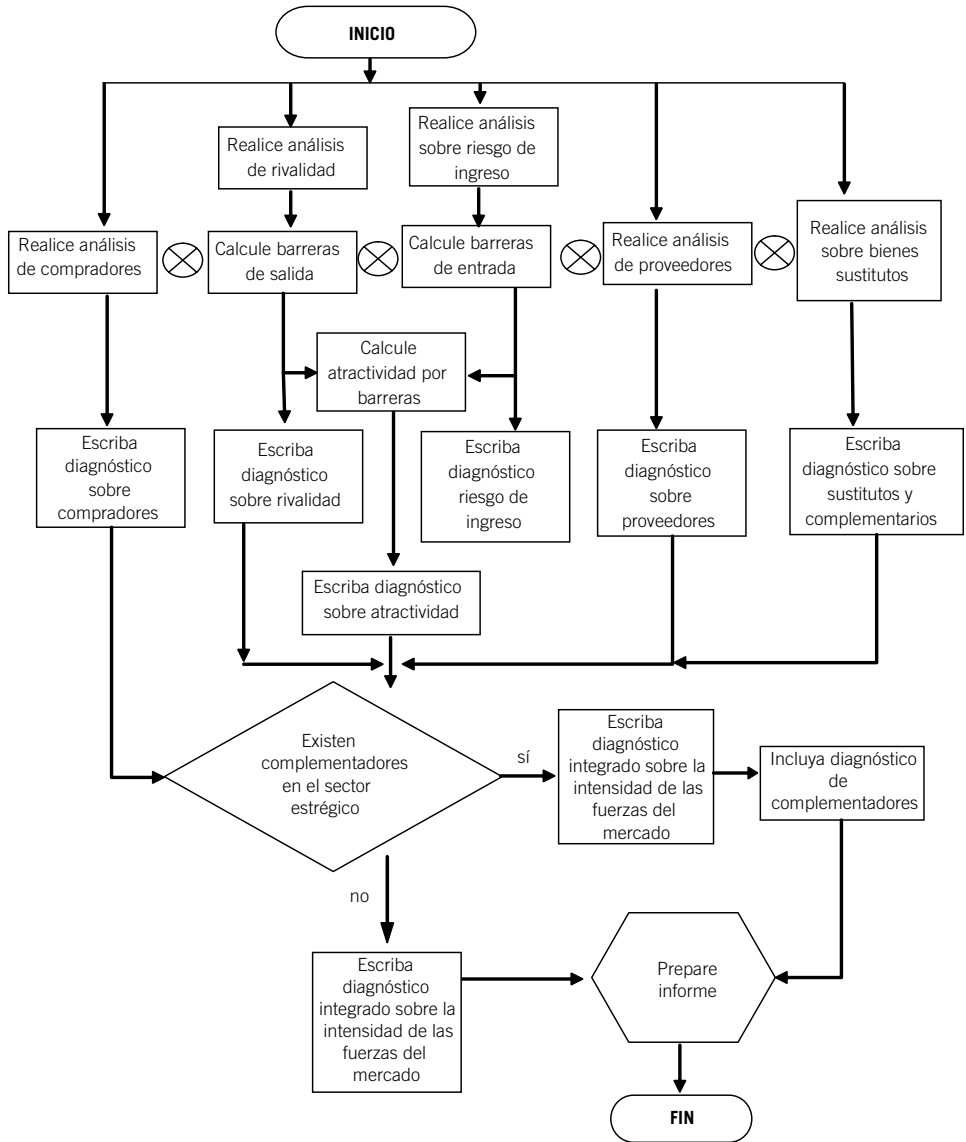 INICIO
Realice análisis
de rivalidad
Realice análisis
sobre riesgo de
ingreso
Realice análisis
de compradores
Calcule barreras
de salida
Calcule barreras
de entrada
Realice análisis
de proveedores
Realice análisis
sobre bienes
sustitutos
Calcule
atractividad por
barreras
Escriba
diagnóstico
sobre
compradores
Escriba
diagnóstico
sobre rivalidad
Escriba
diagnóstico
riesgo de
ingreso
Escriba
diagnóstico
sobre
proveedores
Escriba
diagnóstico sobre
sustitutos y
complementarios
Escriba diagnóstico
sobre atractividad
Existen
complementadores
en el sector
estrégico
sí
Escriba
diagnóstico
integrado sobre la
intensidad de las
fuerzas del
mercado
Incluya diagnóstico
de
complementadores
no
Escriba
diagnóstico
integrado sobre la
intensidad de las
fuerzas del
mercado
Prepare
informe
FIN